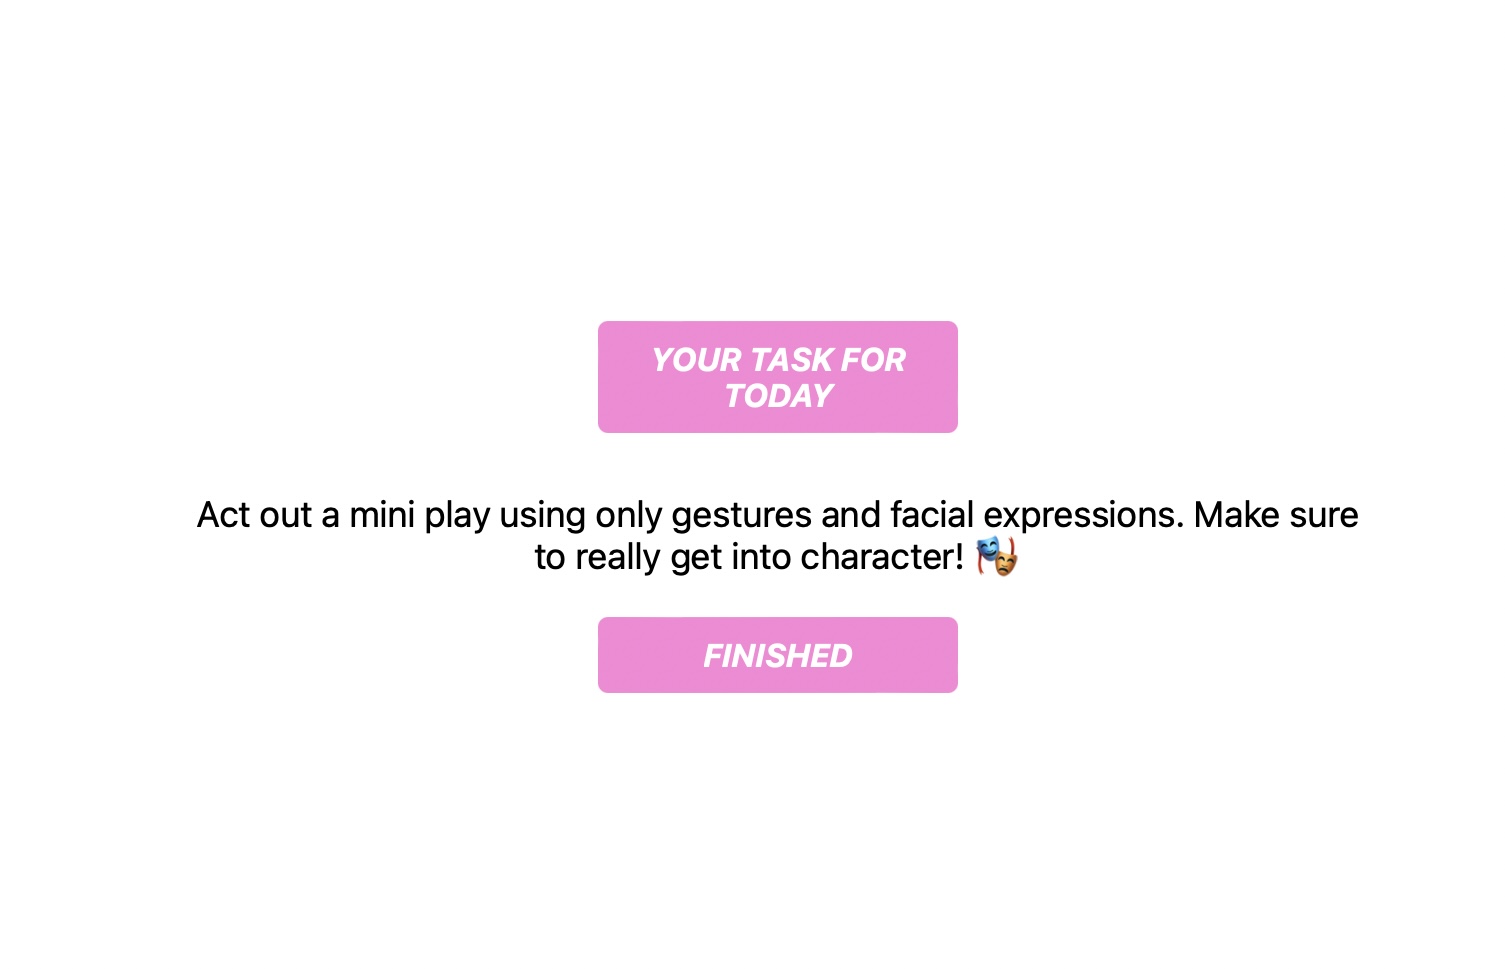 YOUR TASK FOR
TODAY
Act out a mini play using only gestures and facial expressions. Make sure
to really get into character! 🎭
FINISHED